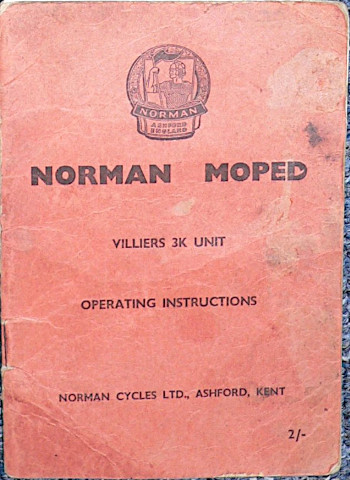 NORMAN
ASHFORD
ENGLAND
NORMAN MOPED
VILLIERS 3K UNIT
OPERATING INSTRUCTIONS
NORMAN CYCLES LTD., ASHFORD, KENT
2/-